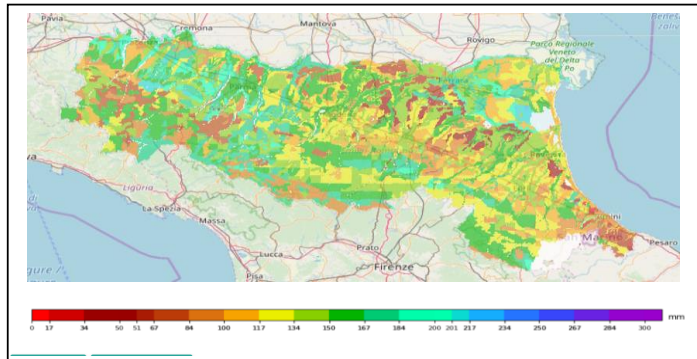 Pavia
Cremona
Mantova
Rovigo
Parco Regionale
Veneto
del Delta
del Po
Liguria
La Spezia
Massa
Lucca
Pisa
Prato
Firenze
Pesaro
mm
0 17 34 50 51 67 84 100 117 134 150 167 184 200 201 217 234 250 267 284 300